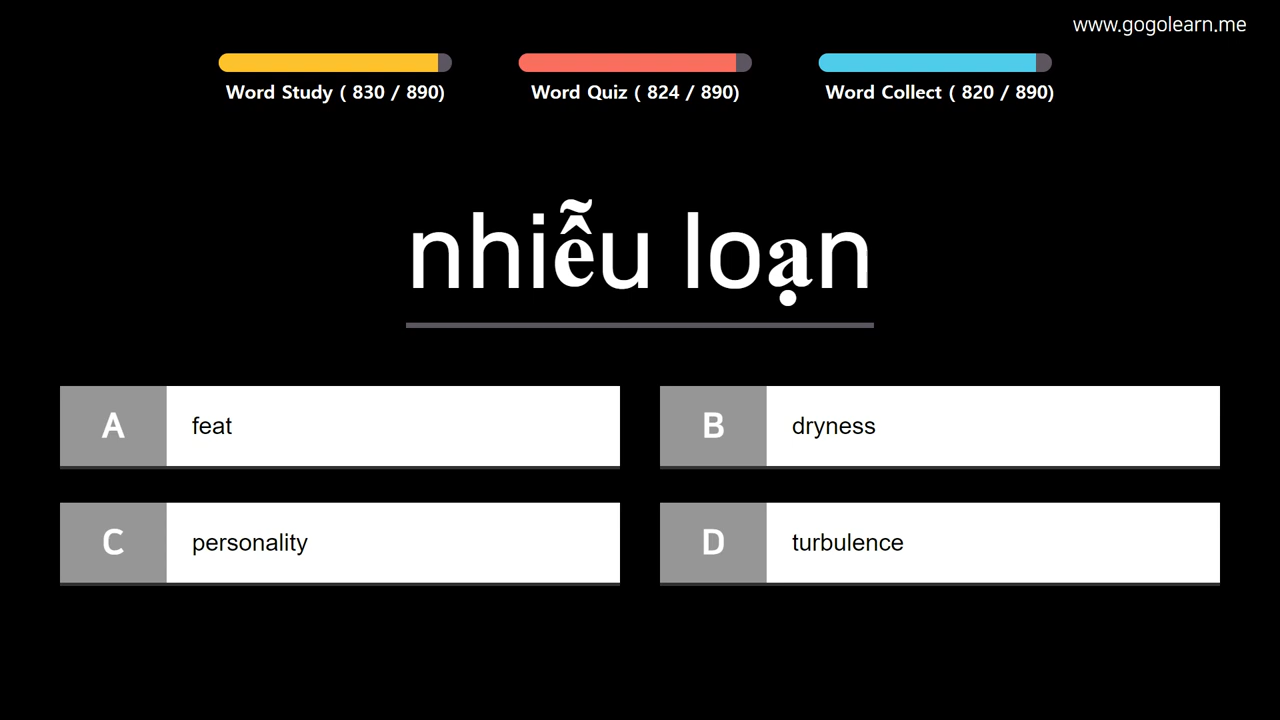 www.gogolearn.me
Word Study ( 830 / 890)
Word Quiz ( 824 / 890)
Word Collect ( 820 / 890)
nhiễu loạn
A feat
B dryness
C personality
D turbulence